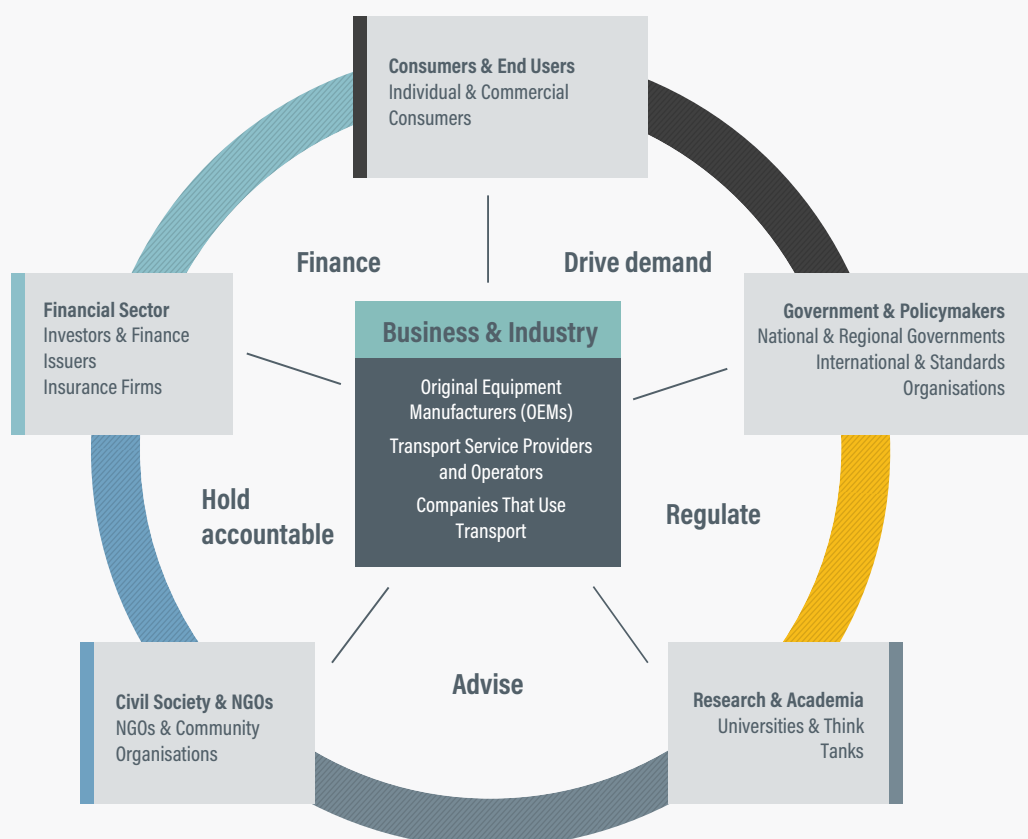 Consumers & End Users
Individual & Commercial
Consumers
Finance
Drive demand
Financial Sector
Investors & Finance
Issuers
Insurance Firms
Business & Industry
Original Equipment
Manufacturers (OEMs)
Transport Service Providers
and Operators
Companies That Use
Transport
Government & Policymakers
National & Regional Governments
International & Standards
Organisations
Hold
accountable
Regulate
Advise
Civil Society & NGOs
NGOs & Community
Organisations
Research & Academia
Universities & Think
Tanks